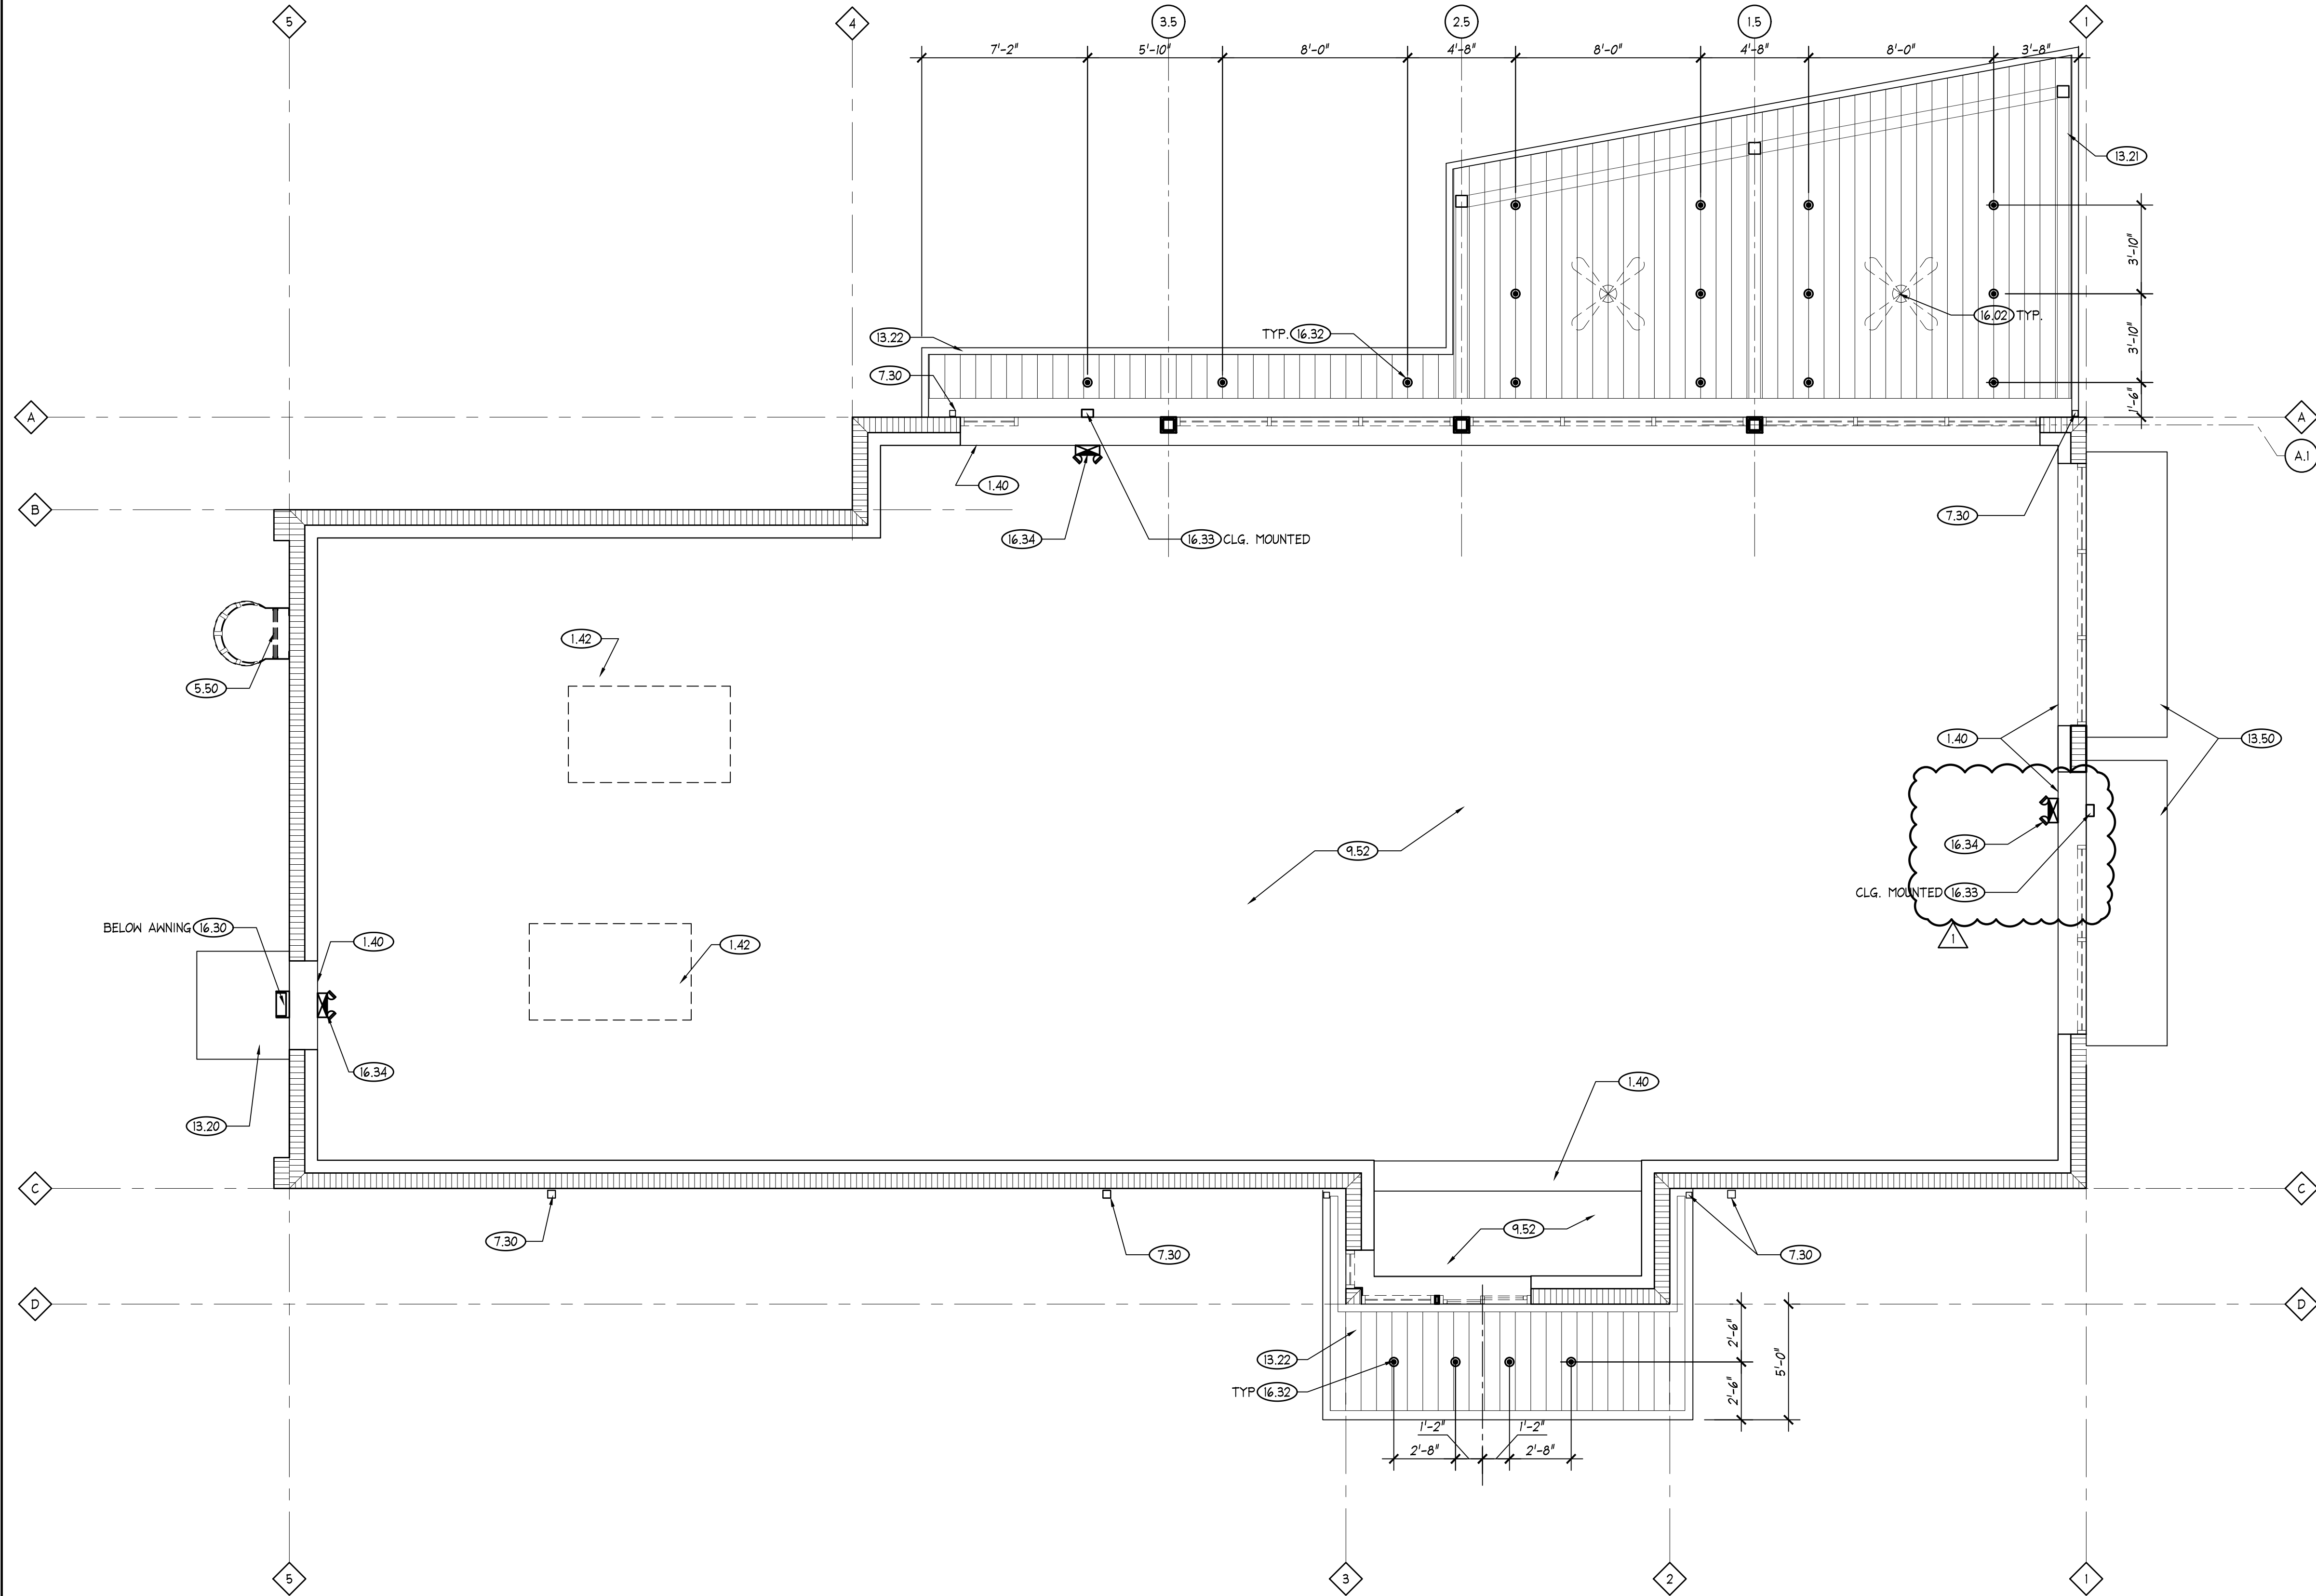 5 4 3.5 2.5 1.5 1
7'-2" 5'-10" 8'-0" 4'-8" 8'-0" 4'-8" 8'-0" 3'-8"
13.21
3'-10"
16.02 TYP.
TYP. 16.32
13.22
3'-10"
7.30
1'-6"
A A
A.1
1.40
B
7.30
16.34
16.33 CLG. MOUNTED
1.42
5.50
1.40
13.50
16.34
9.52
CLG. MOUNTED 16.33
BELOW AWNING 16.30
1.40
1.42
1
16.34
1.40
13.20
C C
9.52
7.30
7.30
7.30
D D
2'-6"
13.22
5'-0"
TYP 16.32
2'-6"
1'-2" 1'-2"
2'-8" 2'-8"
5 3 2 1